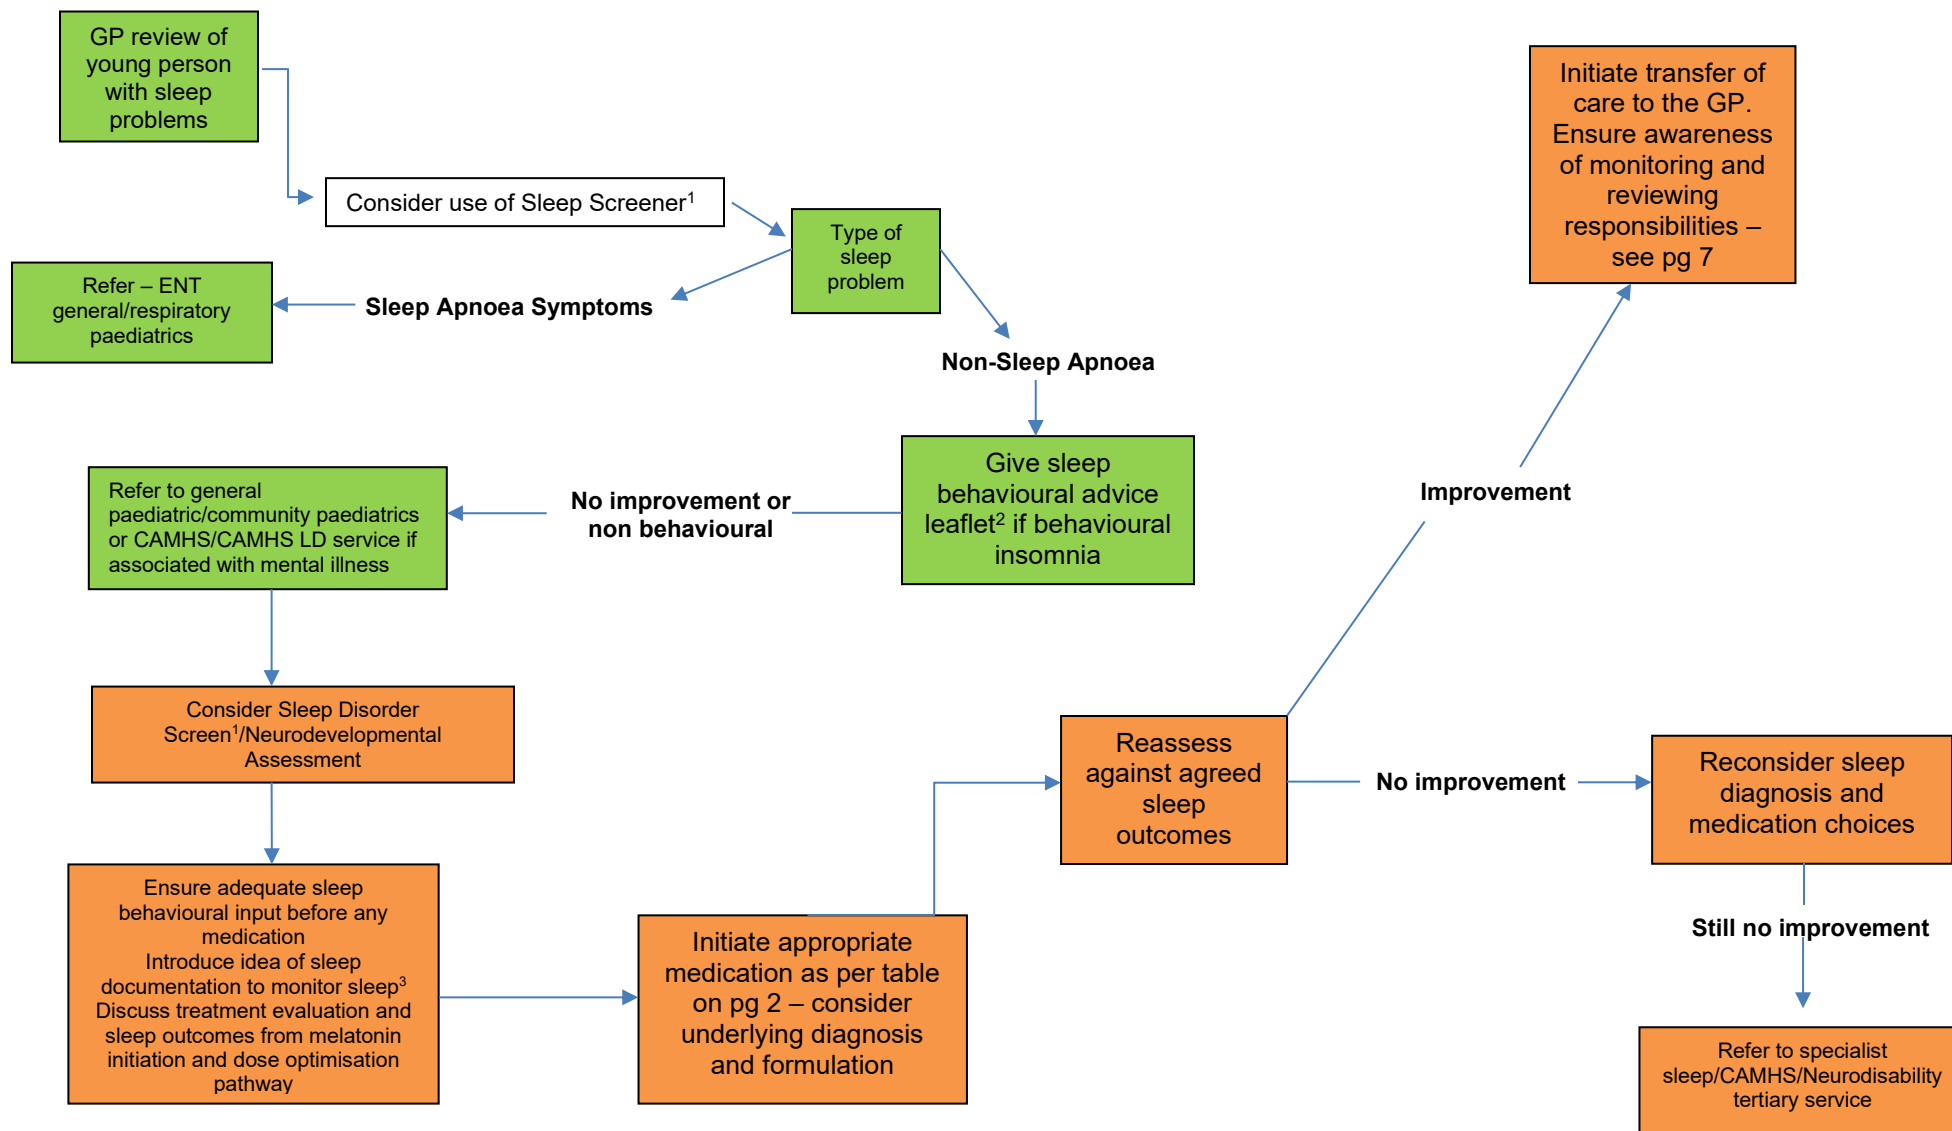 GP review of
young person
with sleep
problems
Consider use of Sleep Screener¹
Type of
sleep
problem
Sleep Apnoea Symptoms
Refer – ENT
general/respiratory
paediatrics
Non-Sleep Apnoea
Give sleep
behavioural advice
leaflet² if behavioural
insomnia
No improvement or
non behavioural
Refer to general
paediatric/community paediatrics
or CAMHS/CAMHS LD service if
associated with mental illness
Consider Sleep Disorder
Screen¹/Neurodevelopmental
Assessment
Ensure adequate sleep
behavioural input before any
medication
Introduce idea of sleep
documentation to monitor sleep³
Discuss treatment evaluation and
sleep outcomes from melatonin
initiation and dose optimisation
pathway
Initiate appropriate
medication as per table
on pg 2 – consider
underlying diagnosis
and formulation
Reassess
against agreed
sleep
outcomes
Improvement
Initiate transfer of
care to the GP.
Ensure awareness
of monitoring and
reviewing
responsibilities –
see pg 7
No improvement
Reconsider sleep
diagnosis and
medication choices
Still no improvement
Refer to specialist
sleep/CAMHS/Neurodisability
tertiary service